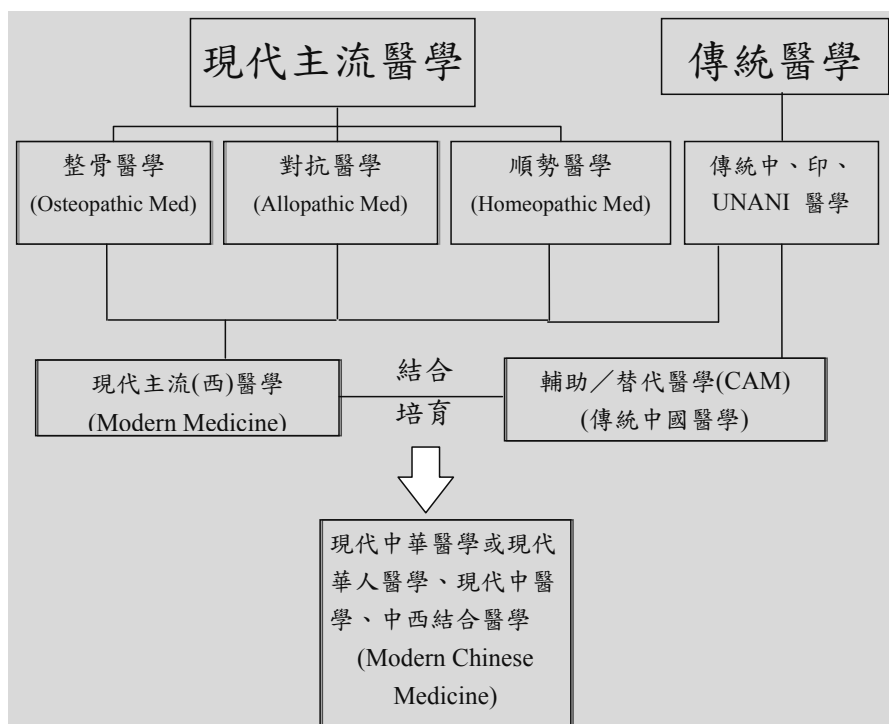 現代主流醫學
傳統醫學
整骨醫學
(Osteopathic Med)
對抗醫學
(Allopathic Med)
順勢醫學
(Homeopathic Med)
傳統中、印、
UNANI 醫學
現代主流(西)醫學
(Modern Medicine)
結合
培育
輔助／替代醫學(CAM)
(傳統中國醫學)
現代中華醫學或現代
華人醫學、現代中醫
學、中西結合醫學
(Modern Chinese
Medicine)